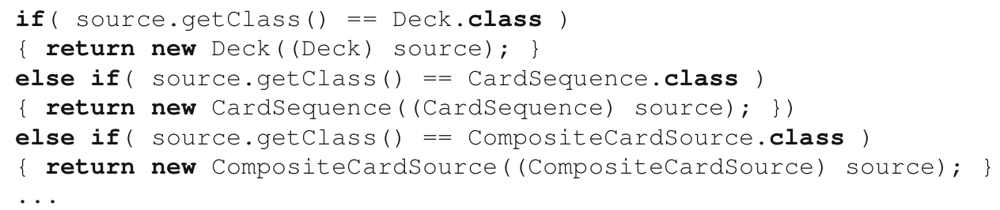 if( source.getClass() == Deck.class )
{ return new Deck((Deck) source); }
else if( source.getClass() == CardSequence.class )
{ return new CardSequence((CardSequence) source); })
else if( source.getClass() == CompositeCardSource.class )
{ return new CompositeCardSource((CompositeCardSource) source); }
...